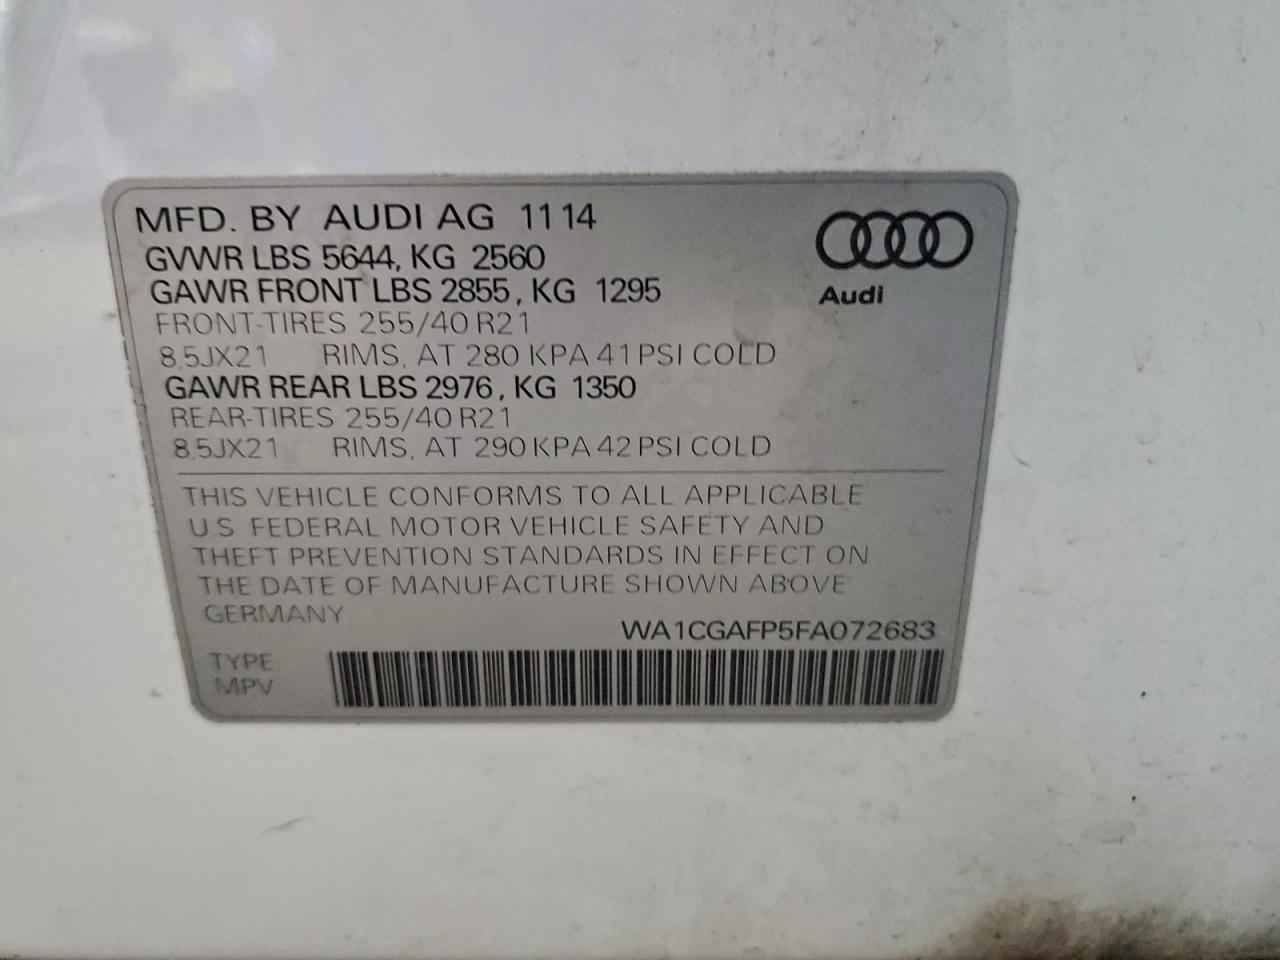 MFD. BY AUDI AG 11 14
GVWR LBS 5644, KG 2560
GAWR FRONT LBS 2855, KG 1295
FRONT-TIRES 255/40 R21
8,5JX21 RIMS, AT 280 KPA 41 PSI COLD
GAWR REAR LBS 2976, KG 1350
REAR-TIRES 255/40 R21
8,5JX21 RIMS, AT 290 KPA 42 PSI COLD
Audi
THIS VEHICLE CONFORMS TO ALL APPLICABLE
U.S FEDERAL MOTOR VEHICLE SAFETY AND
THEFT PREVENTION STANDARDS IN EFFECT ON
THE DATE OF MANUFACTURE SHOWN ABOVE
GERMANY
WA1CGAFP5FA072683
TYPE
MPV